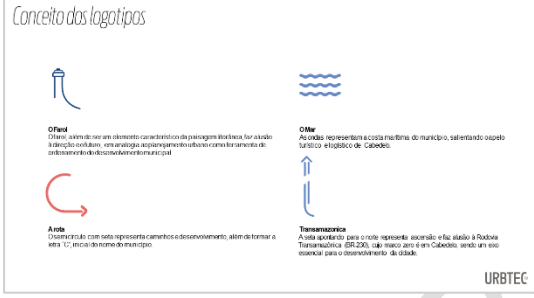 Conceito dos logotipos
O Farol
O farol, além de ser um elemento característico da paisagem litorânea, faz alusão
à direção e futuro, em analogia ao planejamento urbano como ferramenta de
ordenamento do desenvolvimento municipal.
O Mar
As ondas representam a costa marítima do município, salientando o apelo
turístico e logístico de Cabedelo.
A rota
O semicírculo com seta representa caminhos e desenvolvimento, além de formar a
letra "C", inicial do nome do município.
Transamazonica
A seta apontando para o norte representa ascensão e faz alusão à Rodovia
Transamazônica (BR-230), cujo marco zero é em Cabedelo, sendo um eixo
essencial para o desenvolvimento da cidade.
URBTEC